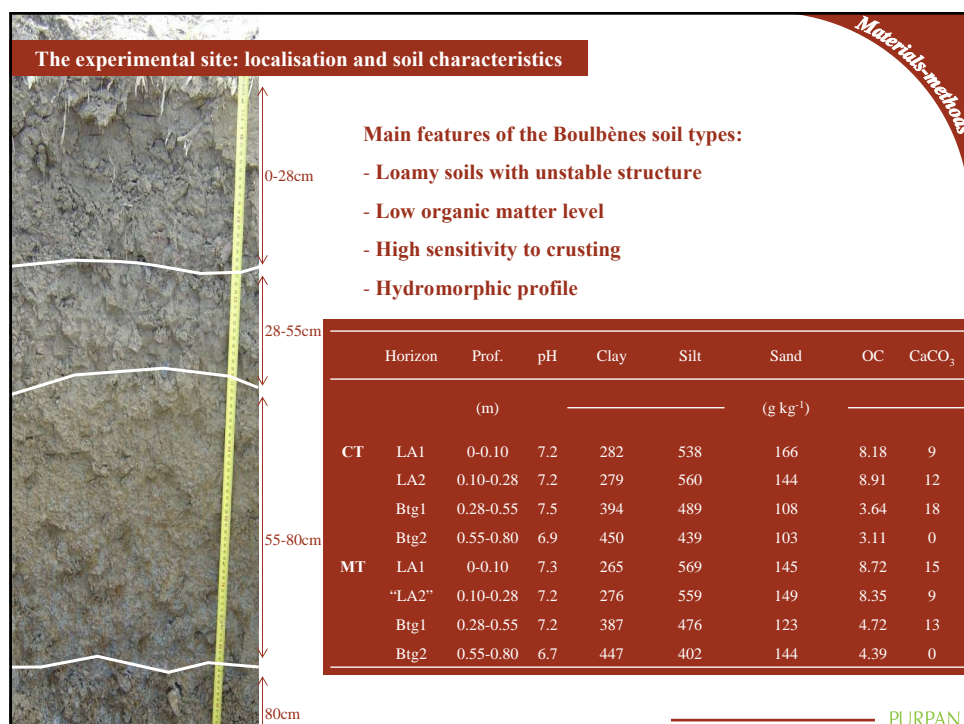 Materials-methods
The experimental site: localisation and soil characteristics
0-28cm
28-55cm
55-80cm
80cm
Main features of the Boulbènes soil types:
- Loamy soils with unstable structure
- Low organic matter level
- High sensitivity to crusting
- Hydromorphic profile
Horizon Prof. pH Clay Silt Sand OC CaCO3
(m) (g kg-1)
CT LA1 0-0.10 7.2 282 538 166 8.18 9
LA2 0.10-0.28 7.2 279 560 144 8.91 12
Btg1 0.28-0.55 7.5 394 489 108 3.64 18
Btg2 0.55-0.80 6.9 450 439 103 3.11 0
MT LA1 0-0.10 7.3 265 569 145 8.72 15
“LA2” 0.10-0.28 7.2 276 559 149 8.35 9
Btg1 0.28-0.55 7.2 387 476 123 4.72 13
Btg2 0.55-0.80 6.7 447 402 144 4.39 0
PURPAN